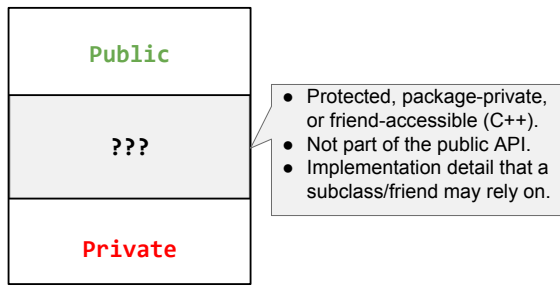 Public
???
Private
● Protected, package-private,
or friend-accessible (C++).
● Not part of the public API.
● Implementation detail that a
subclass/friend may rely on.